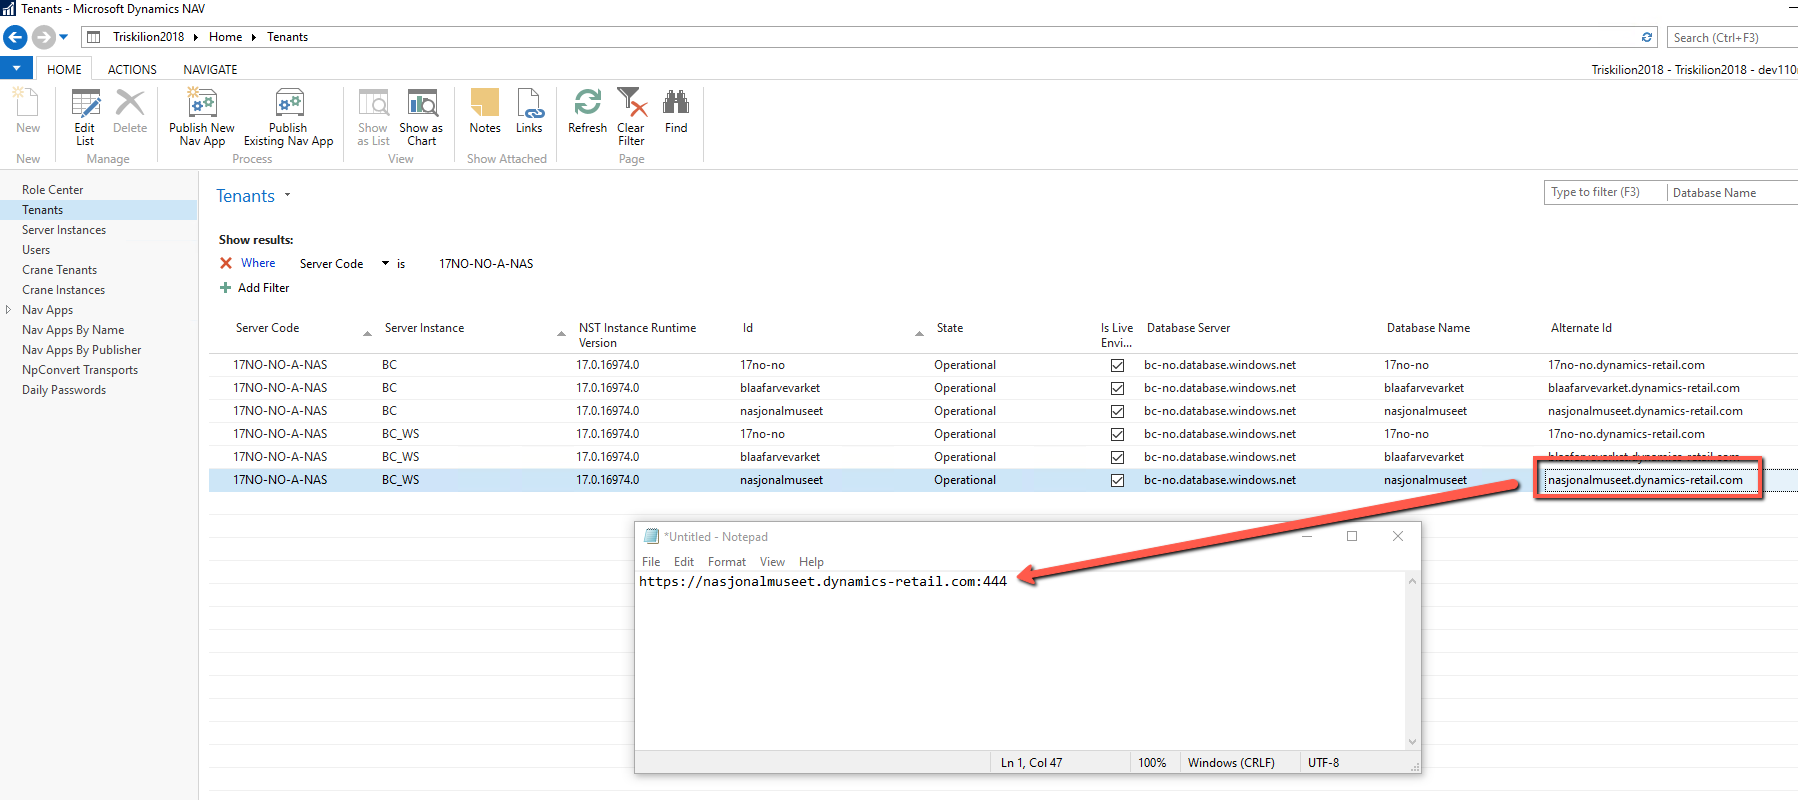 Tenants - Microsoft Dynamics NAV
Triskilion2018 Home Tenants
Search (Ctrl+F3)
HOME ACTIONS NAVIGATE
Triskilion2018 - Triskilion2018 - dev110
New
Edit List
Delete
Publish New Nav App
Publish Existing Nav App
Show as List
Show as Chart
Notes
Links
Refresh
Clear Filter
Find
New Manage Process View Show Attached Page
Role Center
Tenants
Server Instances
Users
Crane Tenants
Crane Instances
Nav Apps
Nav Apps By Name
Nav Apps By Publisher
NpConvert Transports
Daily Passwords
Tenants
Type to filter (F3) Database Name
Show results:
Where Server Code is 17NO-NO-A-NAS
Add Filter
Server Code Server Instance NST Instance Runtime Version Id State Is Live Envi... Database Server Database Name Alternate Id
17NO-NO-A-NAS BC 17.0.16974.0 17no-no Operational bc-no.database.windows.net 17no-no 17no-no.dynamics-retail.com
17NO-NO-A-NAS BC 17.0.16974.0 blaafarvevarket Operational bc-no.database.windows.net blaafarvevarket blaafarvevarket.dynamics-retail.com
17NO-NO-A-NAS BC 17.0.16974.0 nasjonalmuseet Operational bc-no.database.windows.net nasjonalmuseet nasjonalmuseet.dynamics-retail.com
17NO-NO-A-NAS BC_WS 17.0.16974.0 17no-no Operational bc-no.database.windows.net 17no-no 17no-no.dynamics-retail.com
17NO-NO-A-NAS BC_WS 17.0.16974.0 blaafarvevarket Operational bc-no.database.windows.net blaafarvevarket blaafarvevarket.dynamics-retail.com
17NO-NO-A-NAS BC_WS 17.0.16974.0 nasjonalmuseet Operational bc-no.database.windows.net nasjonalmuseet nasjonalmuseet.dynamics-retail.com
*Untitled - Notepad
File Edit Format View Help
https://nasjonalmuseet.dynamics-retail.com:444
Ln 1, Col 47 100% Windows (CRLF) UTF-8